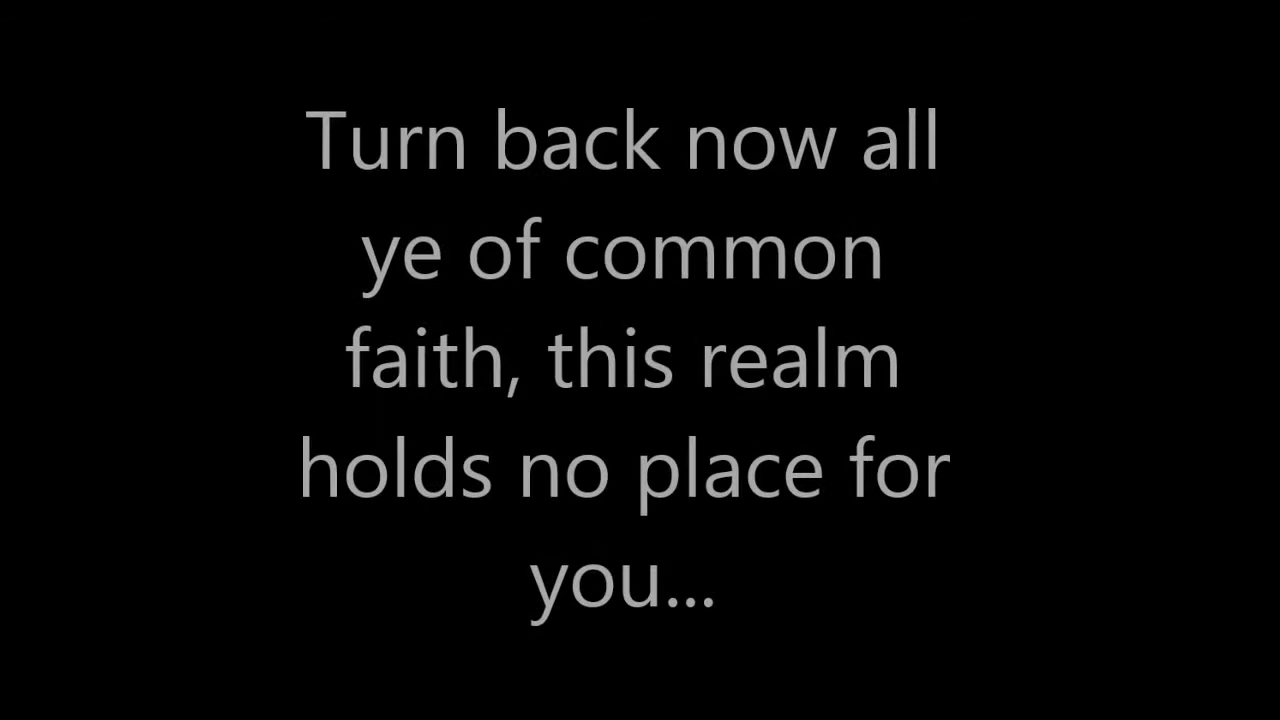 Turn back now all
ye of common
faith, this realm
holds no place for
you...